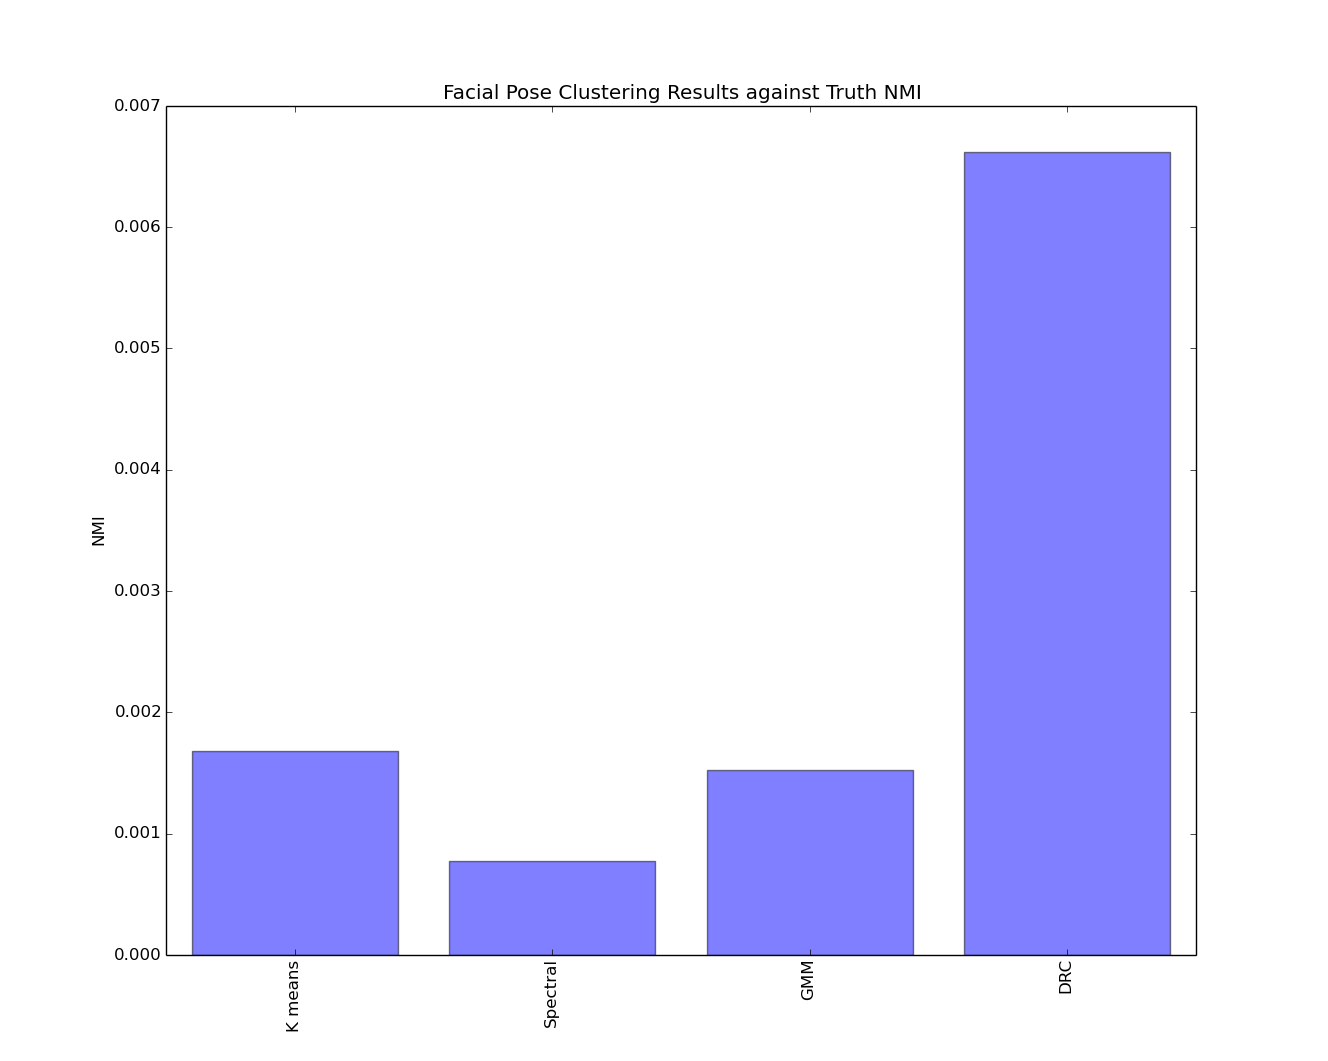 Facial Pose Clustering Results against Truth NMI
0.007
0.006
0.005
0.004
0.003
0.002
0.001
0.000
NMI
K means
Spectral
GMM
DRC